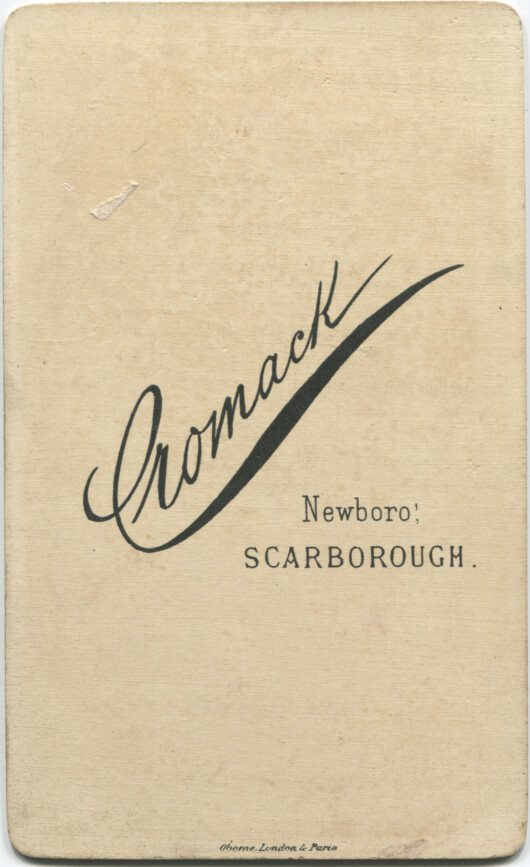 Cromack
Newboro',
SCARBOROUGH.
Oborne. London & Paris